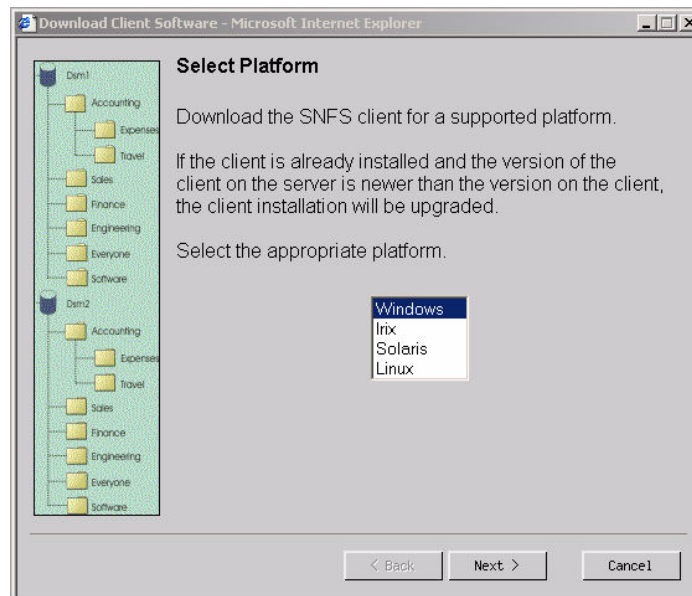 Download Client Software - Microsoft Internet Explorer
Dsm1
Accounting
Expenses
Travel
Sales
Finance
Engineering
Everyone
Software
Dsm2
Accounting
Expenses
Travel
Sales
Finance
Engineering
Everyone
Software
Select Platform
Download the SNFS client for a supported platform.
If the client is already installed and the version of the
client on the server is newer than the version on the client,
the client installation will be upgraded.
Select the appropriate platform.
Windows
Irix
Solaris
Linux
< Back
Next >
Cancel